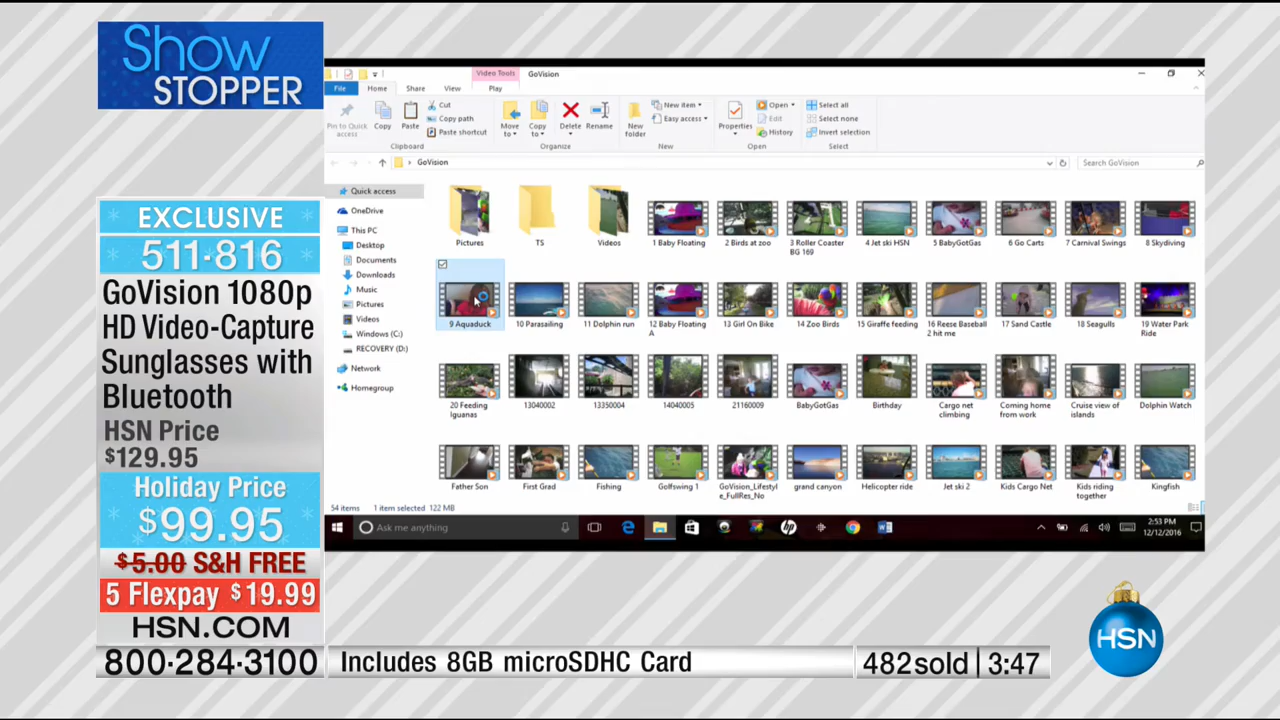 Show
STOPPER
EXCLUSIVE
511-816
GoVision 1080p
HD Video-Capture
Sunglasses with
Bluetooth
HSN Price
$129.95
Holiday Price
$99.95
$5.00 S&H FREE
5 Flexpay $19.99
HSN.COM
800-284-3100
Includes 8GB microSDHC Card
482sold | 3:47
HSN
Video Tools GoVision
File Home Share View Play
Pin to Quick access
Copy
Paste
Cut
Copy path
Paste shortcut
Move to
Copy to
Delete
Rename
New folder
New item
Easy access
Properties
Open
Edit
History
Select all
Select none
Invert selection
Clipboard Organize New Open Select
GoVision
Search GoVision
Quick access
OneDrive
This PC
Desktop
Documents
Downloads
Music
Pictures
Videos
Windows (C:)
RECOVERY (D:)
Network
Homegroup
Pictures TS Videos 1 Baby Floating 2 Birds at zoo 3 Roller Coaster BG 169 4 Jet ski HSN 5 BabyGotGas 6 Go Carts 7 Carnival Swings 8 Skydiving
9 Aquaduck 10 Parasailing 11 Dolphin run 12 Baby Floating A 13 Girl On Bike 14 Zoo Birds 15 Giraffe feeding 16 Reese Baseball 2 hit me 17 Sand Castle 18 Seagulls 19 Water Park Ride
20 Feeding Iguanas 13040002 13350004 14040005 21160009 BabyGotGas Birthday Cargo net climbing Coming home from work Cruise view of islands Dolphin Watch
Father Son First Grad Fishing Golfswing 1 GoVision_Lifestyle_FullRes_No grand canyon Helicopter ride Jet ski 2 Kids Cargo Net Kids riding together Kingfish
54 items 1 item selected 122 MB
Ask me anything
2:53 PM
12/12/2016